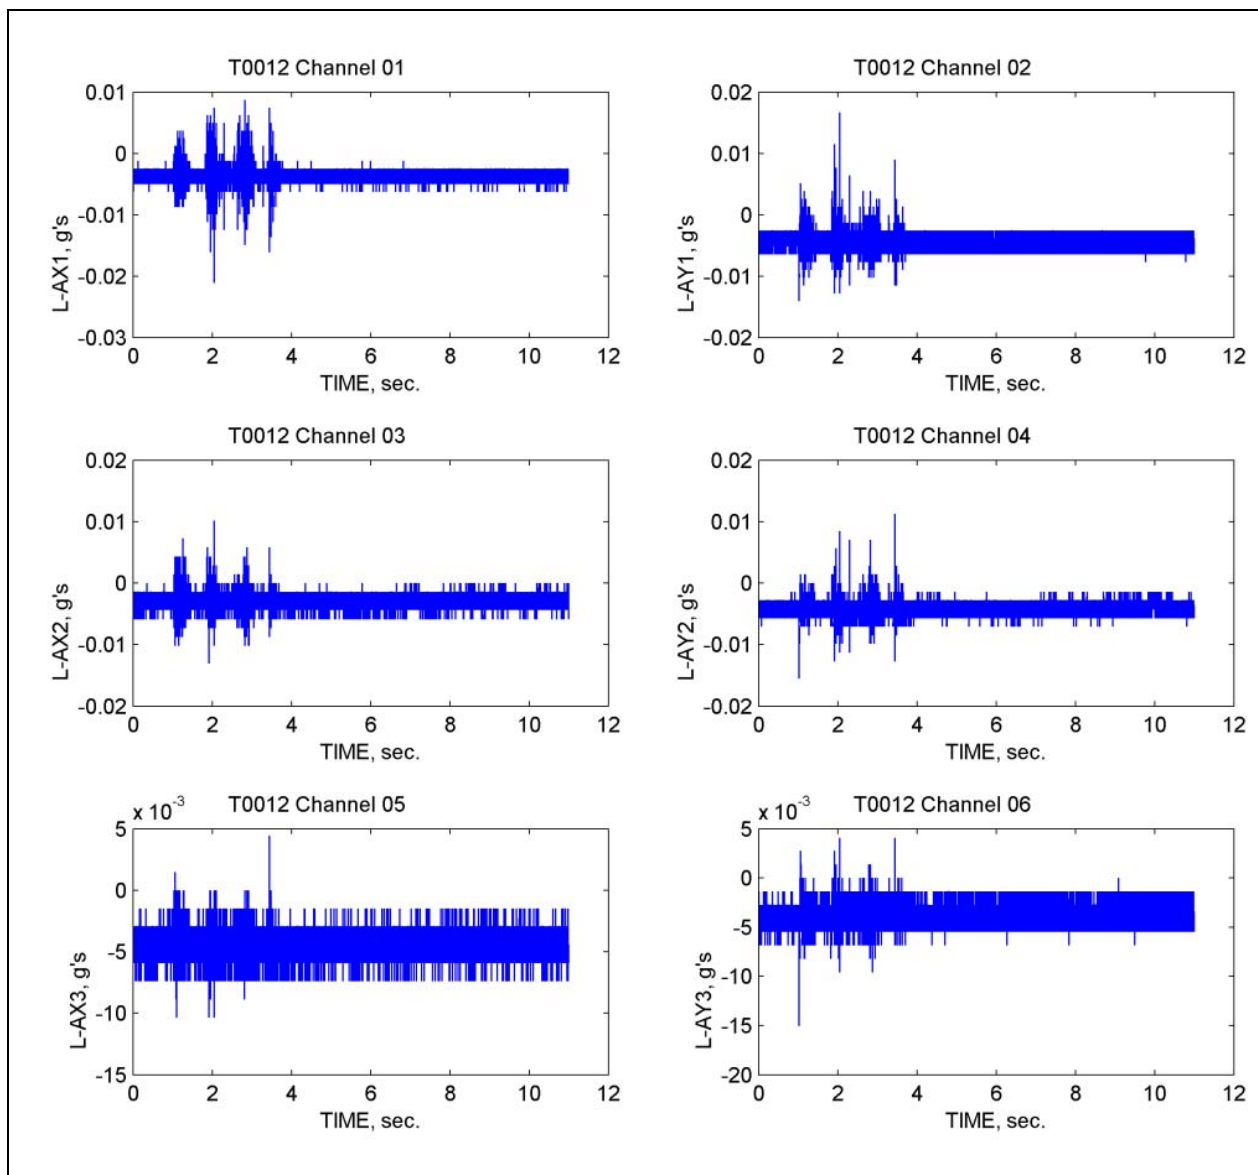 T0012 Channel 01
0.01
0
-0.01
-0.02
-0.03
L-AX1, g's
0 2 4 6 8 10 12
TIME, sec.
T0012 Channel 02
0.02
0.01
0
-0.01
-0.02
L-AY1, g's
0 2 4 6 8 10 12
TIME, sec.
T0012 Channel 03
0.02
0.01
0
-0.01
-0.02
L-AX2, g's
0 2 4 6 8 10 12
TIME, sec.
T0012 Channel 04
0.02
0.01
0
-0.01
-0.02
L-AY2, g's
0 2 4 6 8 10 12
TIME, sec.
x 10-3
T0012 Channel 05
5
0
-5
-10
-15
L-AX3, g's
0 2 4 6 8 10 12
TIME, sec.
x 10-3
T0012 Channel 06
5
0
-5
-10
-15
-20
L-AY3, g's
0 2 4 6 8 10 12
TIME, sec.